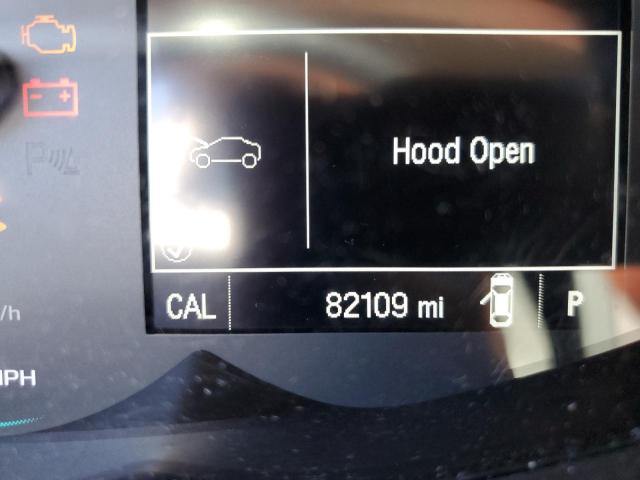 Hood Open
CAL 82109 mi P
/h
MPH